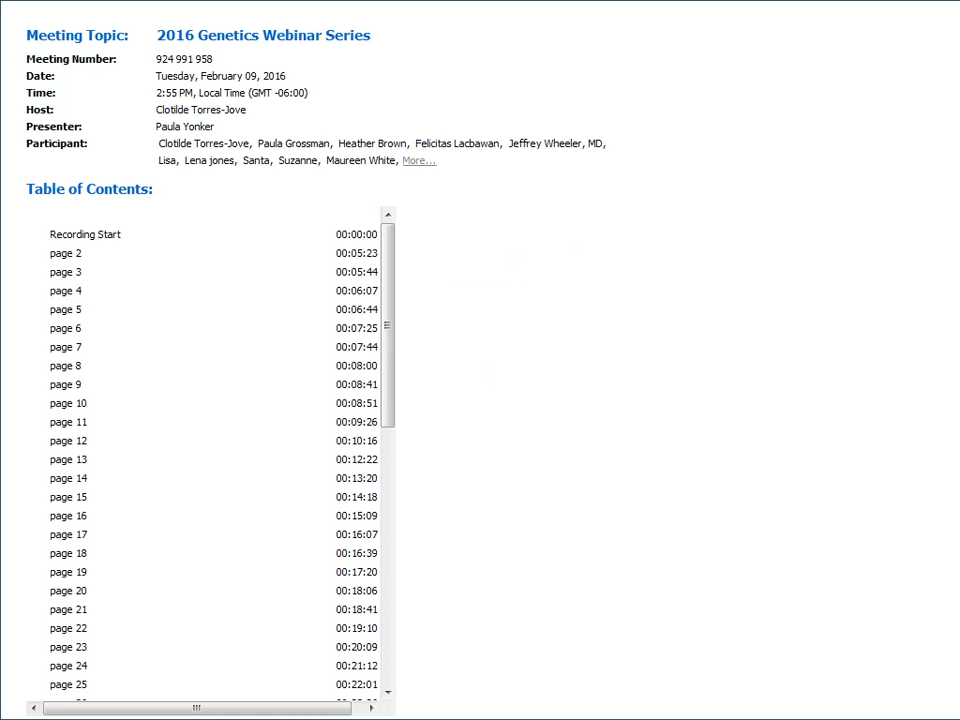 Meeting Topic: 2016 Genetics Webinar Series
Meeting Number: 924 991 958
Date: Tuesday, February 09, 2016
Time: 2:55 PM, Local Time (GMT -06:00)
Host: Clotilde Torres-Jove
Presenter: Paula Yonker
Participant: Clotilde Torres-Jove, Paula Grossman, Heather Brown, Felicitas Lacbawan, Jeffrey Wheeler, MD,
Lisa, Lena jones, Santa, Suzanne, Maureen White, More...
Table of Contents:
Recording Start 00:00:00
page 2 00:05:23
page 3 00:05:44
page 4 00:06:07
page 5 00:06:44
page 6 00:07:25
page 7 00:07:44
page 8 00:08:00
page 9 00:08:41
page 10 00:08:51
page 11 00:09:26
page 12 00:10:16
page 13 00:12:22
page 14 00:13:20
page 15 00:14:18
page 16 00:15:09
page 17 00:16:07
page 18 00:16:39
page 19 00:17:20
page 20 00:18:06
page 21 00:18:41
page 22 00:19:10
page 23 00:20:09
page 24 00:21:12
page 25 00:22:01